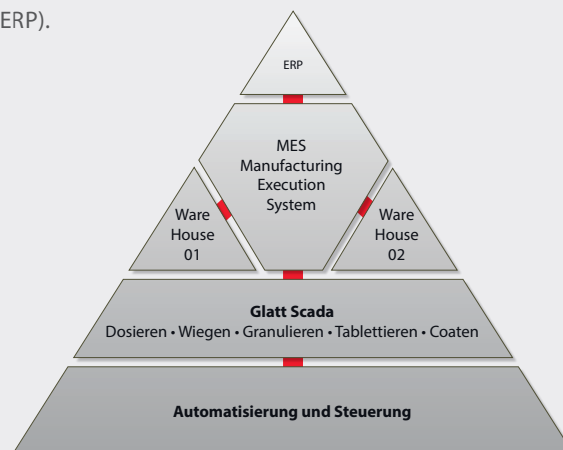 ERP).
ERP
MES
Manufacturing
Execution
System
Ware
House
01
Ware
House
02
Glatt Scada
Dosieren • Wiegen • Granulieren • Tablettieren • Coaten
Automatisierung und Steuerung